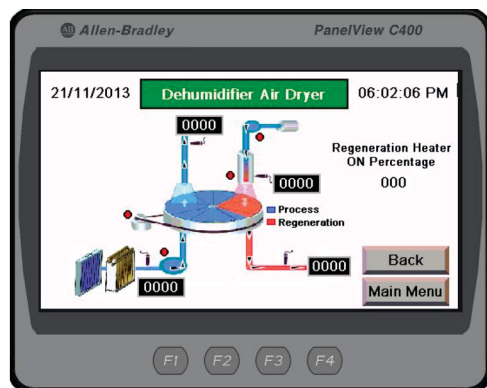 AB Allen-Bradley PanelView C400
21/11/2013 Dehumidifier Air Dryer 06:02:06 PM
0000
Regeneration Heater
ON Percentage
000
0000
Process
Regeneration
0000
0000
Back
Main Menu
F1 F2 F3 F4